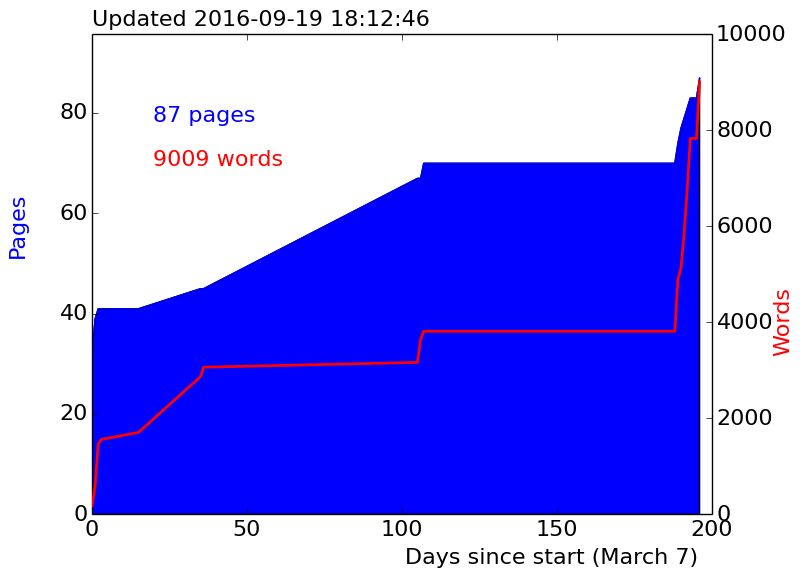 Updated 2016-09-19 18:12:46
10000
80
87 pages
8000
9009 words
60
Pages
6000
40
4000
Words
20
2000
0
0
0
50
100
150
200
Days since start (March 7)